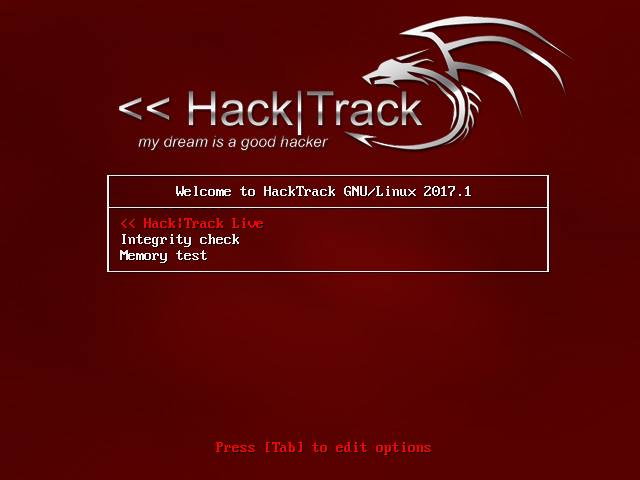 << Hack|Track
my dream is a good hacker
Welcome to HackTrack GNU/Linux 2017.1
<< Hack|Track Live
Integrity check
Memory test
Press [Tab] to edit options